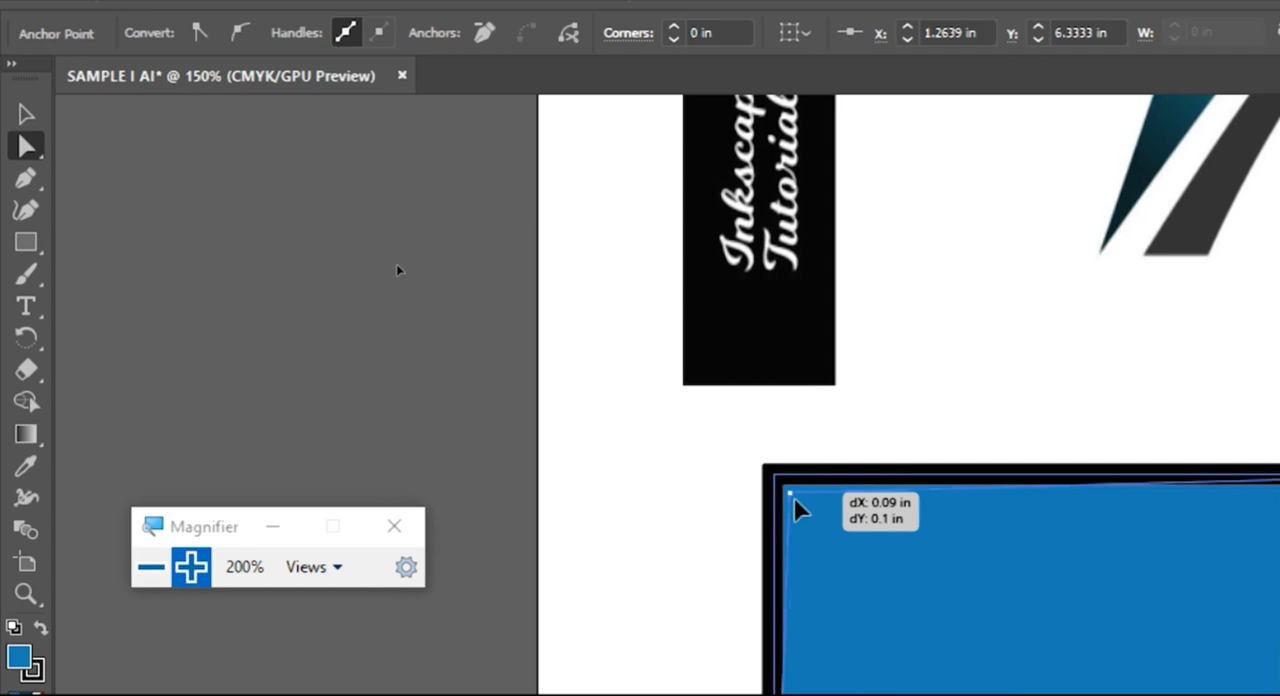 Anchor Point Convert: Handles: Anchors: Corners: 0 in X: 1.2639 in Y: 6.3333 in W: 0 in
SAMPLE I AI* @ 150% (CMYK/GPU Preview) ×
Inkscap
Tutorial
dX: 0.09 in
dY: 0.1 in
Magnifier
200% Views